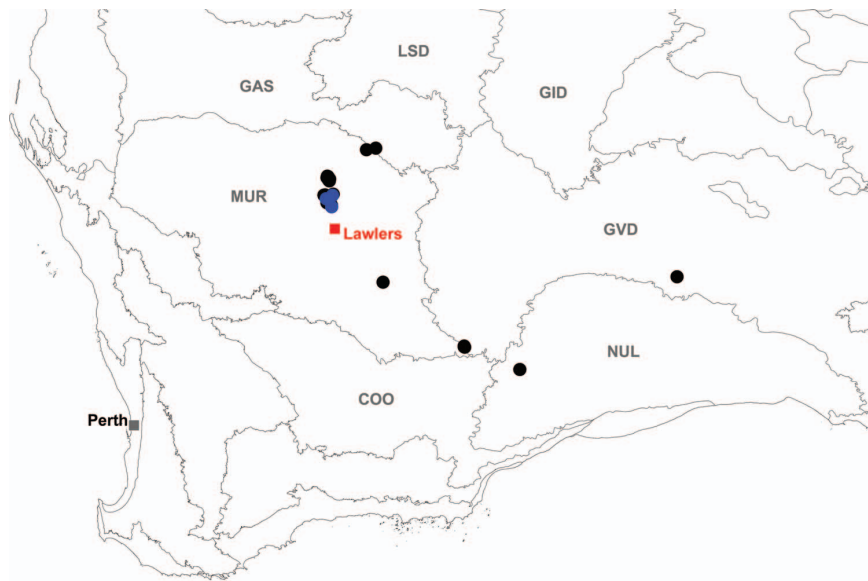 LSD
GAS
GID
MUR
GVD
Lawlers
NUL
COO
Perth